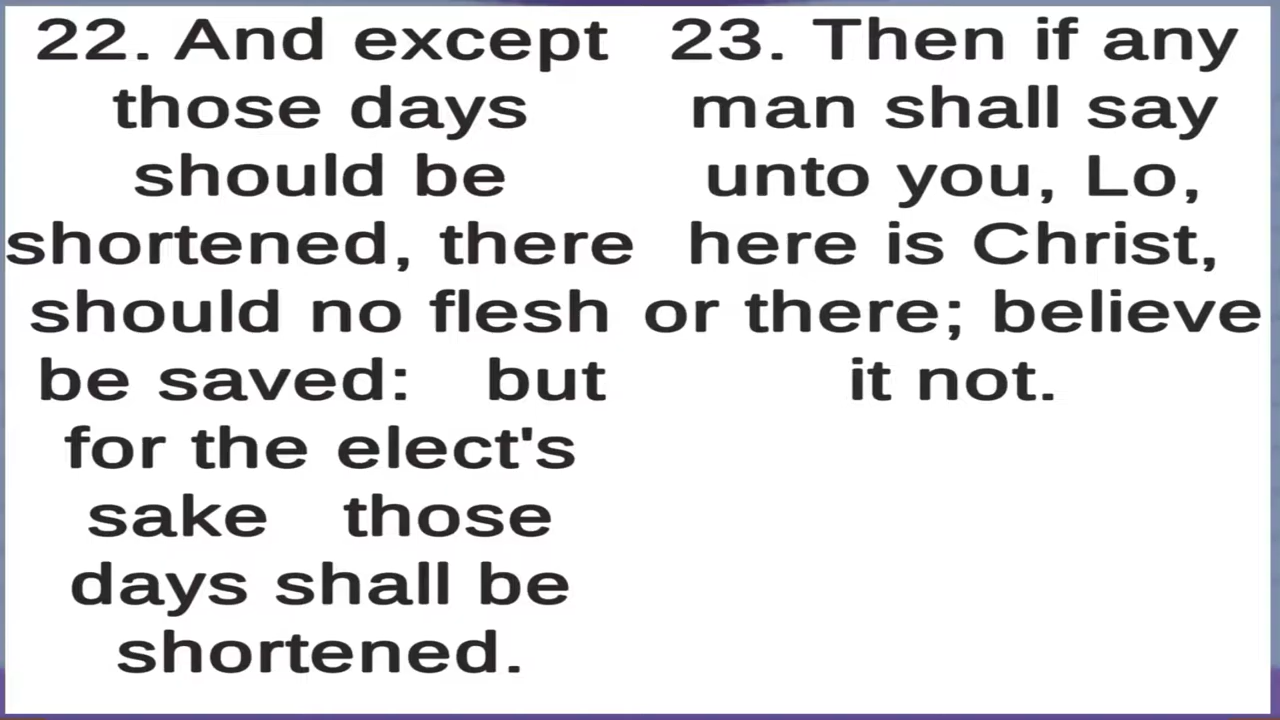 22. And except
those days
should be
shortened, there
should no flesh
be saved: but
for the elect's
sake those
days shall be
shortened.
23. Then if any
man shall say
unto you, Lo,
here is Christ,
or there; believe
it not.